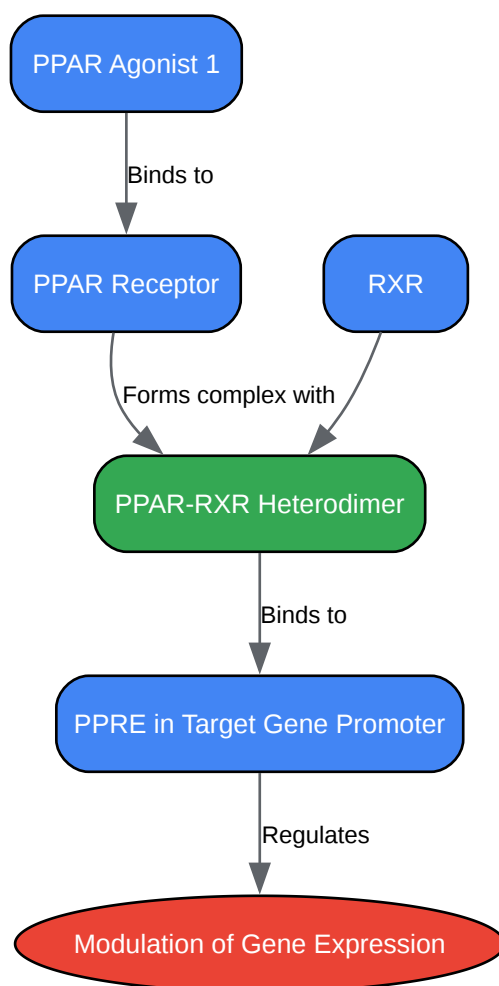 PPAR Agonist 1
Binds to
PPAR Receptor
RXR
Forms complex with
PPAR-RXR Heterodimer
Binds to
PPRE in Target Gene Promoter
Regulates
Modulation of Gene Expression